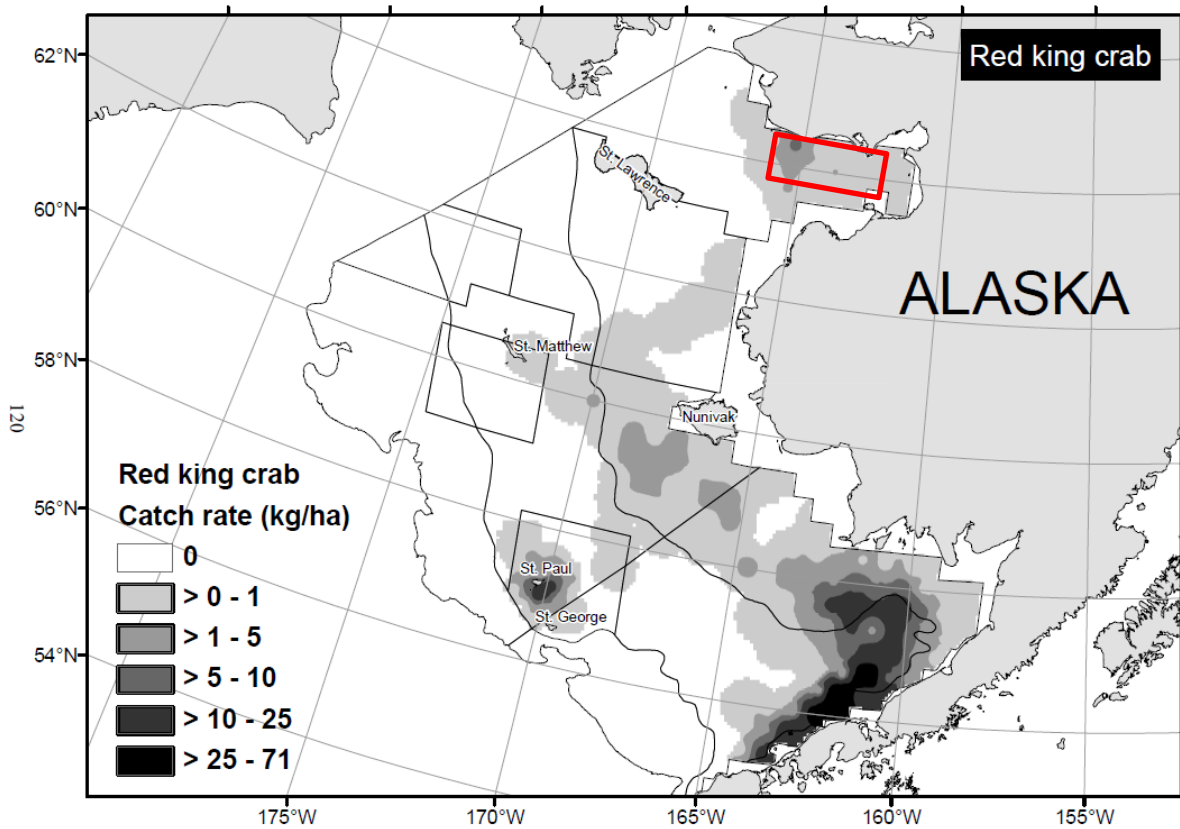 Red king crab
62°N
60°N
58°N
56°N
54°N
St. Lawrence
ALASKA
St. Matthew
Nunivak
St. Paul
St. George
120
Red king crab
Catch rate (kg/ha)
0
> 0 - 1
> 1 - 5
> 5 - 10
> 10 - 25
> 25 - 71
175°W
170°W
165°W
160°W
155°W